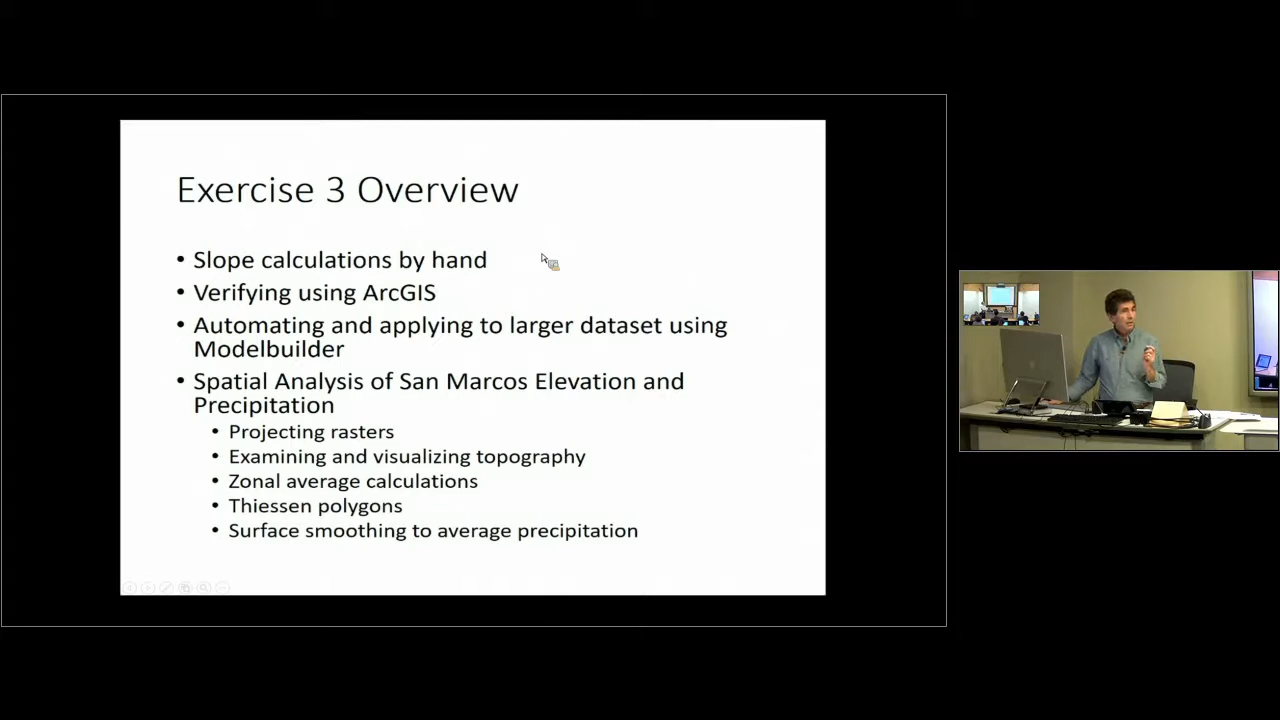 Exercise 3 Overview
• Slope calculations by hand
• Verifying using ArcGIS
• Automating and applying to larger dataset using
Modelbuilder
• Spatial Analysis of San Marcos Elevation and
Precipitation
• Projecting rasters
• Examining and visualizing topography
• Zonal average calculations
• Thiessen polygons
• Surface smoothing to average precipitation